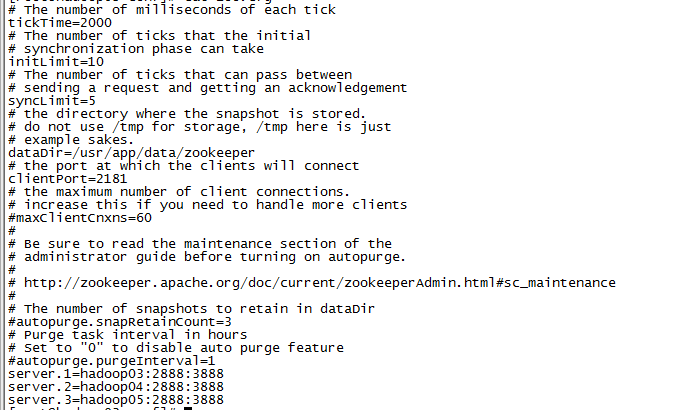 # The number of milliseconds of each tick
tickTime=2000
# The number of ticks that the initial
# synchronization phase can take
initLimit=10
# The number of ticks that can pass between
# sending a request and getting an acknowledgement
syncLimit=5
# the directory where the snapshot is stored.
# do not use /tmp for storage, /tmp here is just
# example sakes.
dataDir=/usr/app/data/zookeeper
# the port at which the clients will connect
clientPort=2181
# the maximum number of client connections.
# increase this if you need to handle more clients
#maxClientCnxns=60
#
# Be sure to read the maintenance section of the
# administrator guide before turning on autopurge.
#
# http://zookeeper.apache.org/doc/current/zookeeperAdmin.html#sc_maintenance
#
# The number of snapshots to retain in dataDir
#autopurge.snapRetainCount=3
# Purge task interval in hours
# Set to "0" to disable auto purge feature
#autopurge.purgeInterval=1
server.1=hadoop03:2888:3888
server.2=hadoop04:2888:3888
server.3=hadoop05:2888:3888